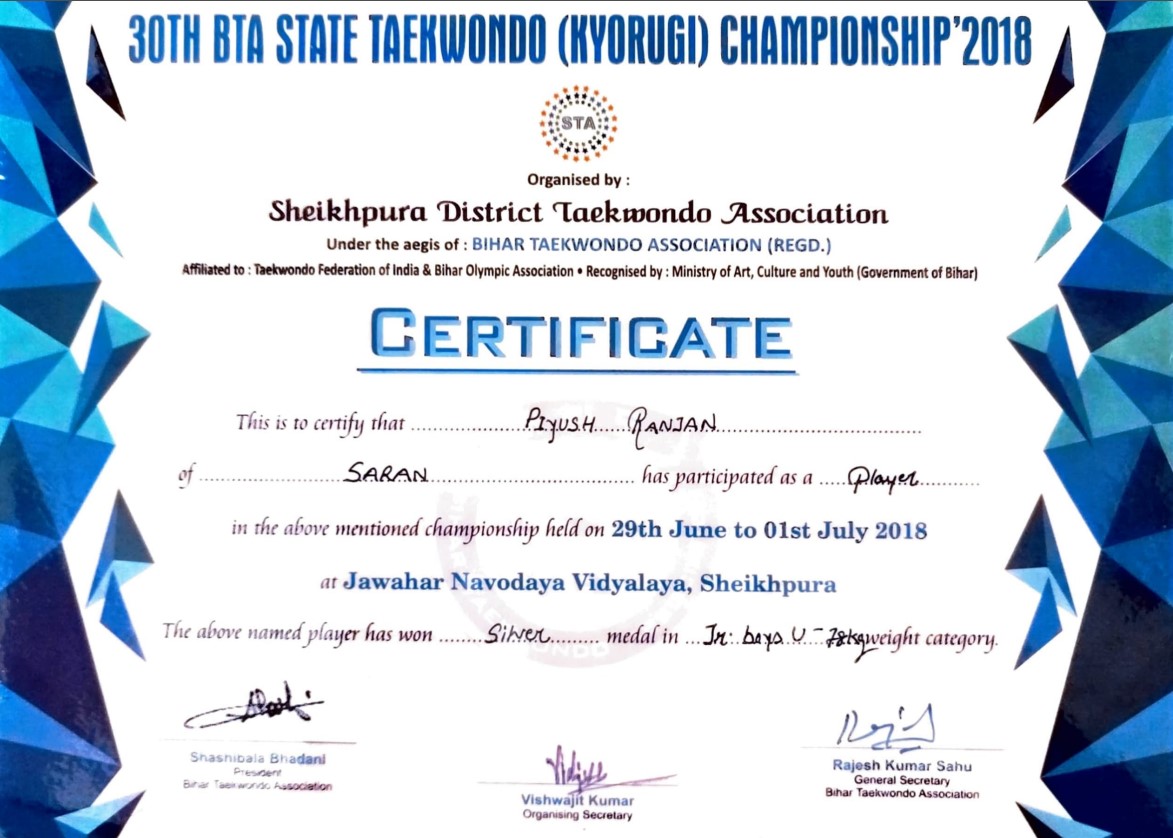 30TH BTA STATE TAEKWONDO (KYORUGI) CHAMPIONSHIP'2018
STA
Organised by :
Sheikhpura District Taekwondo Association
Under the aegis of : BIHAR TAEKWONDO ASSOCIATION (REGD.)
Affiliated to : Taekwondo Federation of India & Bihar Olympic Association • Recognised by : Ministry of Art, Culture and Youth (Government of Bihar)
CERTIFICATE
This is to certify that PIYUSH RANJAN
of SARAN has participated as a Player
in the above mentioned championship held on 29th June to 01st July 2018
at Jawahar Navodaya Vidyalaya, Sheikhpura
The above named player has won Silver medal in Jr. boys U-78kg weight category.
Shashibala Bhadani
President
Bihar Taekwondo Association
Vishwajit Kumar
Organising Secretary
Rajesh Kumar Sahu
General Secretary
Bihar Taekwondo Association